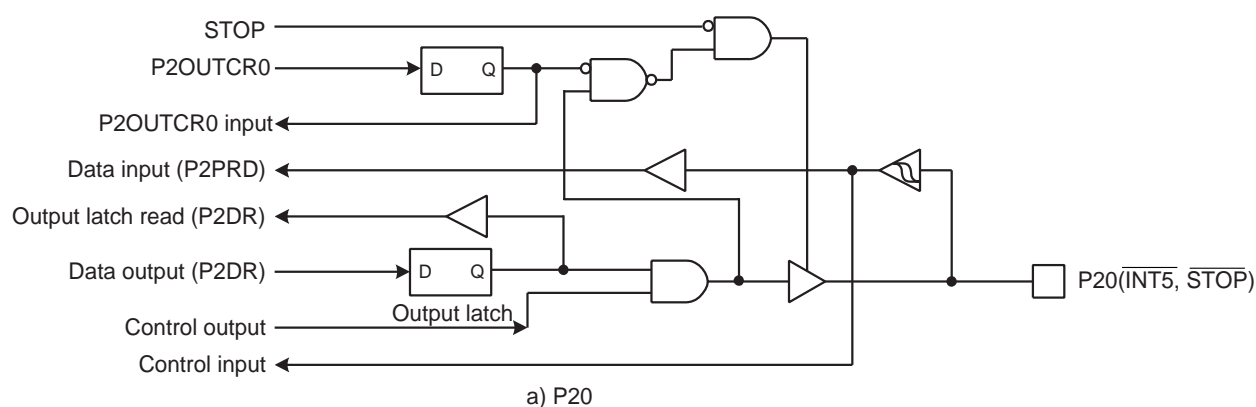 STOP
P2OUTCR0
D Q
P2OUTCR0 input
Data input (P2PRD)
Output latch read (P2DR)
Data output (P2DR)
D Q
P20(INT5, STOP)
Output latch
Control output
Control input
a) P20